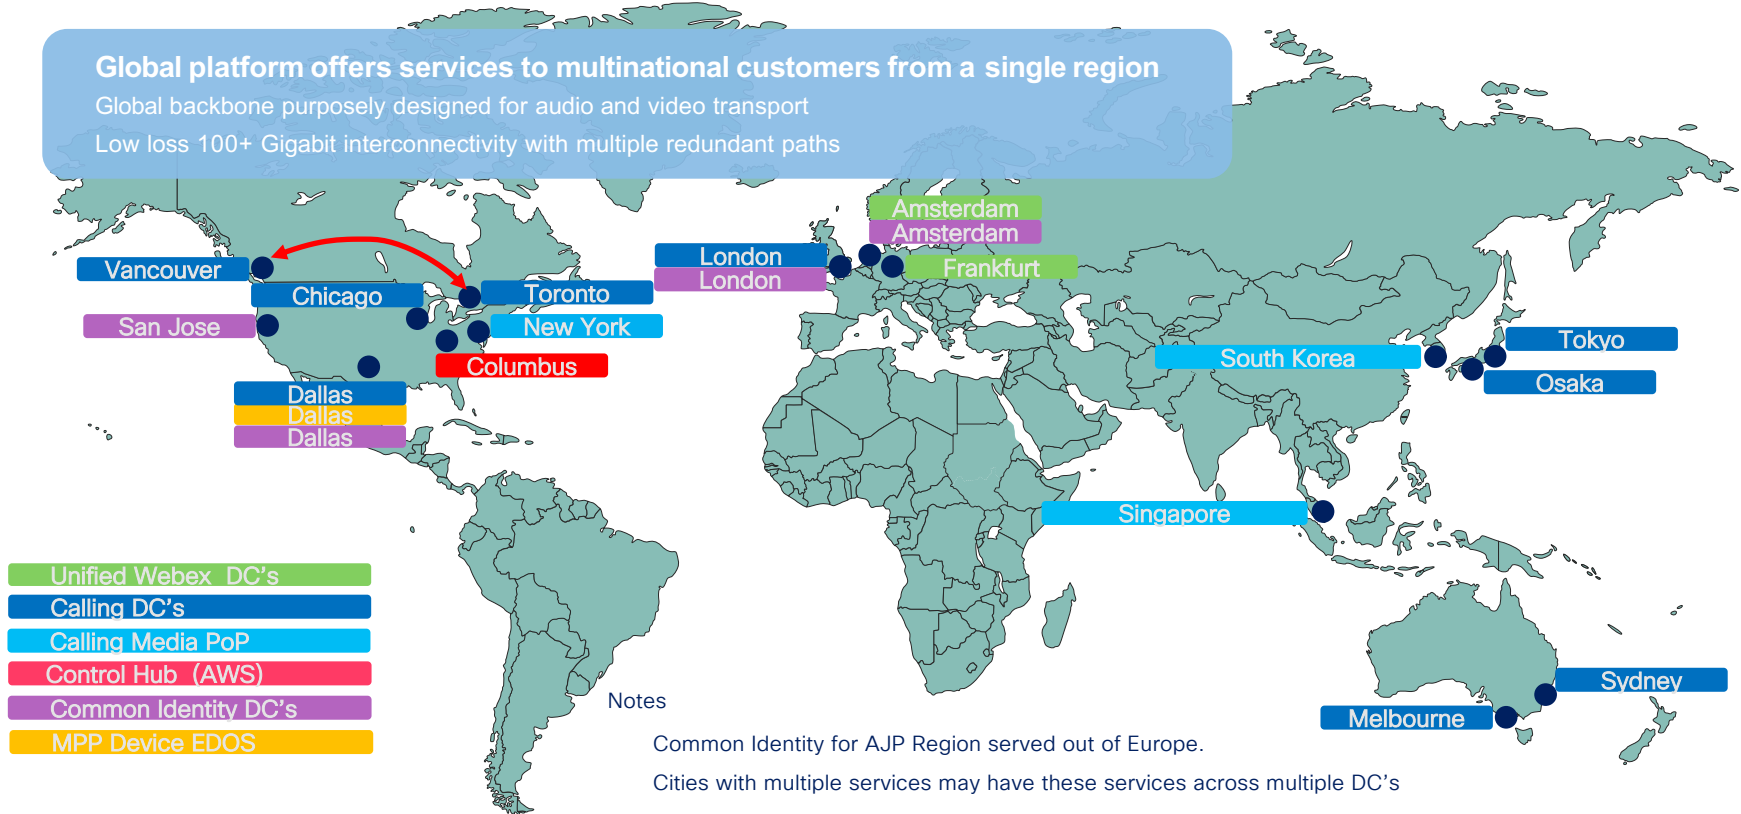 Global platform offers services to multinational customers from a single region
Global backbone purposely designed for audio and video transport
Low loss 100+ Gigabit interconnectivity with multiple redundant paths
Amsterdam
Amsterdam
London
London
Frankfurt
Vancouver
Chicago
Toronto
San Jose
New York
Columbus
Dallas
Dallas
Dallas
South Korea
Tokyo
Osaka
Singapore
Sydney
Melbourne
Unified Webex DC's
Calling DC's
Calling Media PoP
Control Hub (AWS)
Common Identity DC's
MPP Device EDOS
Notes
Common Identity for AJP Region served out of Europe.
Cities with multiple services may have these services across multiple DC's